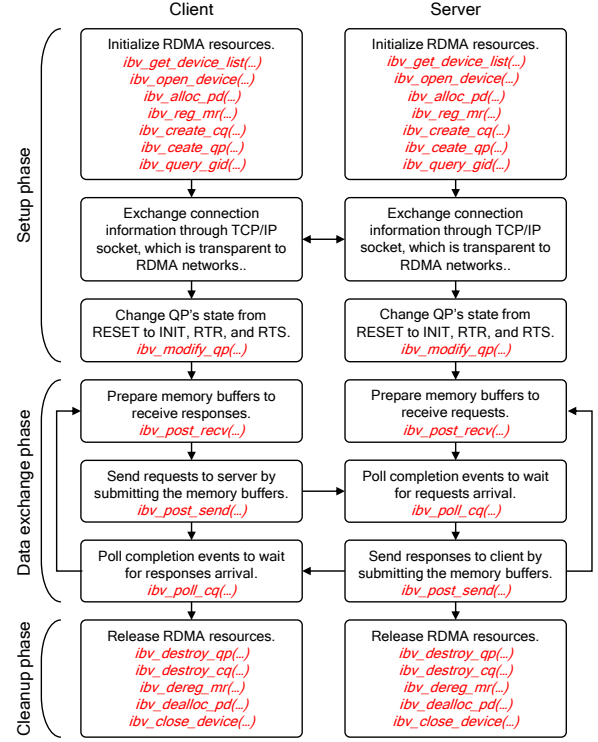 Client
Server
Setup phase
Initialize RDMA resources.
ibv_get_device_list(…)
ibv_open_device(…)
ibv_alloc_pd(…)
ibv_reg_mr(…)
ibv_create_cq(…)
ibv_ceate_qp(…)
ibv_query_gid(…)
Initialize RDMA resources.
ibv_get_device_list(…)
ibv_open_device(…)
ibv_alloc_pd(…)
ibv_reg_mr(…)
ibv_create_cq(…)
ibv_ceate_qp(…)
ibv_query_gid(…)
Exchange connection
information through TCP/IP
socket, which is transparent to
RDMA networks..
Exchange connection
information through TCP/IP
socket, which is transparent to
RDMA networks..
Change QP's state from
RESET to INIT, RTR, and RTS.
ibv_modify_qp(…)
Change QP's state from
RESET to INIT, RTR, and RTS.
ibv_modify_qp(…)
Data exchange phase
Prepare memory buffers to
receive responses.
ibv_post_recv(…)
Prepare memory buffers to
receive requests.
ibv_post_recv(…)
Send requests to server by
submitting the memory buffers.
ibv_post_send(…)
Poll completion events to wait
for requests arrival.
ibv_poll_cq(…)
Poll completion events to wait
for responses arrival.
ibv_poll_cq(…)
Send responses to client by
submitting the memory buffers.
ibv_post_send(…)
Cleanup phase
Release RDMA resources.
ibv_destroy_qp(…)
ibv_destroy_cq(…)
ibv_dereg_mr(…)
ibv_dealloc_pd(…)
ibv_close_device(…)
Release RDMA resources.
ibv_destroy_qp(…)
ibv_destroy_cq(…)
ibv_dereg_mr(…)
ibv_dealloc_pd(…)
ibv_close_device(…)